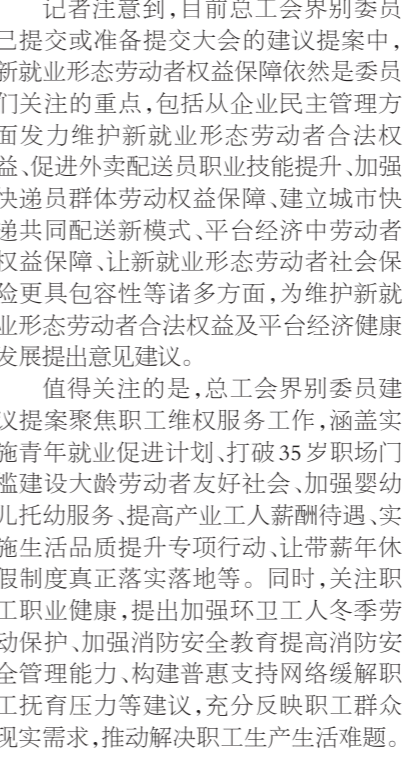 记者注意到，目前总工会界别委员
已提交或准备提交大会的建议提案中，
新就业形态劳动者权益保障依然是委员
们关注的重点，包括从企业民主管理方
面发力维护新就业形态劳动者合法权
益、促进外卖配送员职业技能提升、加强
快递员群体劳动权益保障、建立城市快
递共同配送新模式、平台经济中劳动者
权益保障、让新就业形态劳动者社会保
险更具包容性等诸多方面，为维护新就
业形态劳动者合法权益及平台经济健康
发展提出意见建议。
值得关注的是，总工会界别委员建
议提案聚焦职工维权服务工作，涵盖实
施青年就业促进计划、打破35岁职场门
槛建设大龄劳动者友好社会、加强婴幼
儿托幼服务、提高产业工人薪酬待遇、实
施生活品质提升专项行动、让带薪年休
假制度真正落实落地等。同时，关注职
工职业健康，提出加强环卫工人冬季劳
动保护、加强消防安全教育提高消防安
全管理能力、构建普惠支持网络缓解职
工抚育压力等建议，充分反映职工群众
现实需求，推动解决职工生产生活难题。